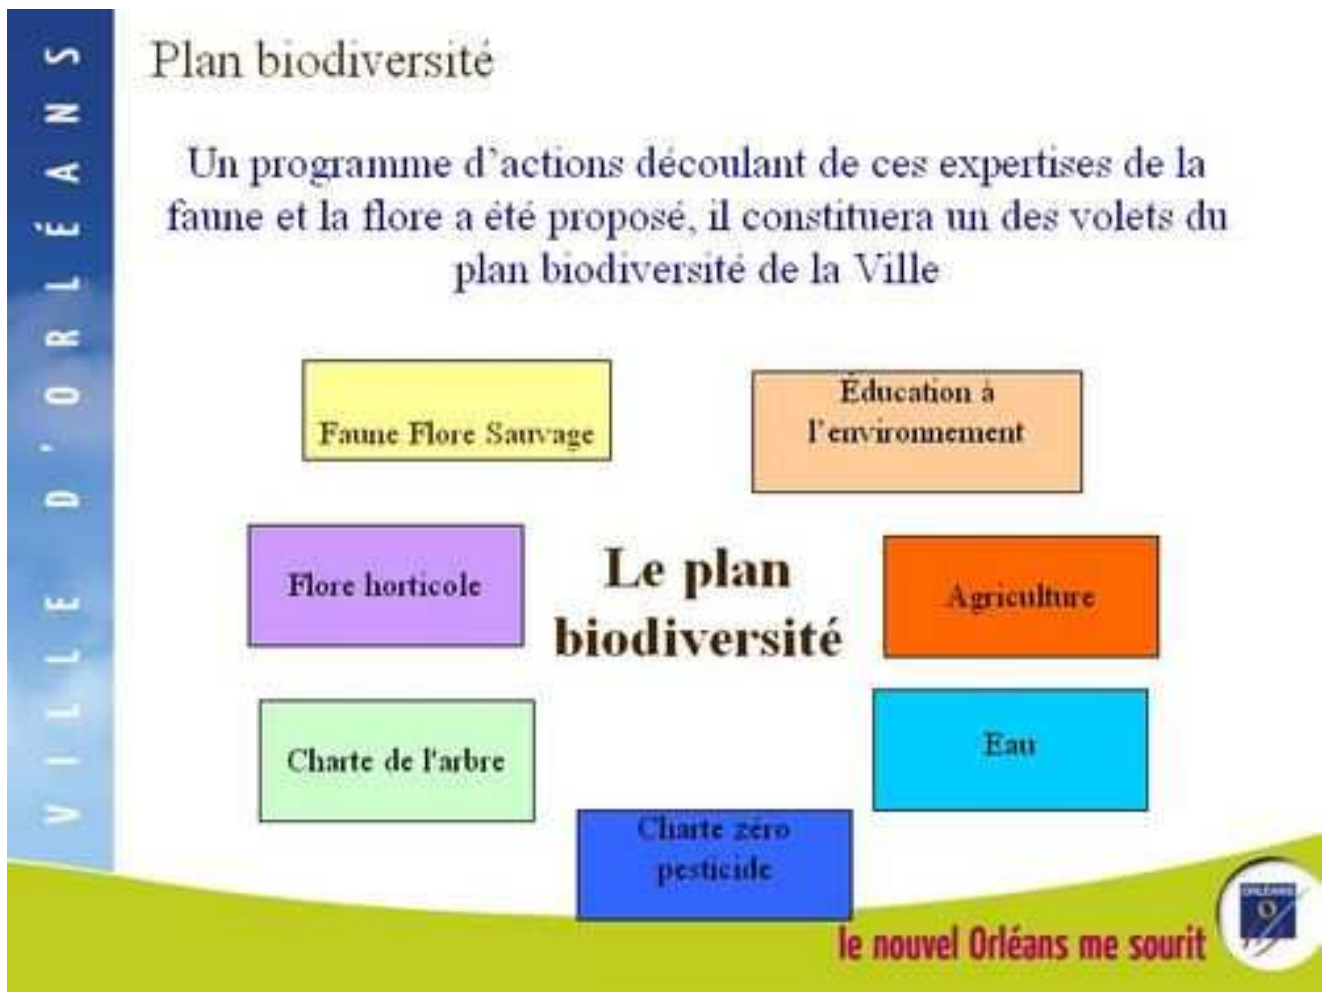 VILLE D'ORLÉANS
Plan biodiversité
Un programme d'actions découlant de ces expertises de la
faune et la flore a été proposé, il constituera un des volets du
plan biodiversité de la Ville
Faune Flore Sauvage
Éducation à
l'environnement
Flore horticole
Le plan
biodiversité
Agriculture
Charte de l'arbre
Eau
Charte zéro
pesticide
le nouvel Orléans me sourit
ORLÉANS